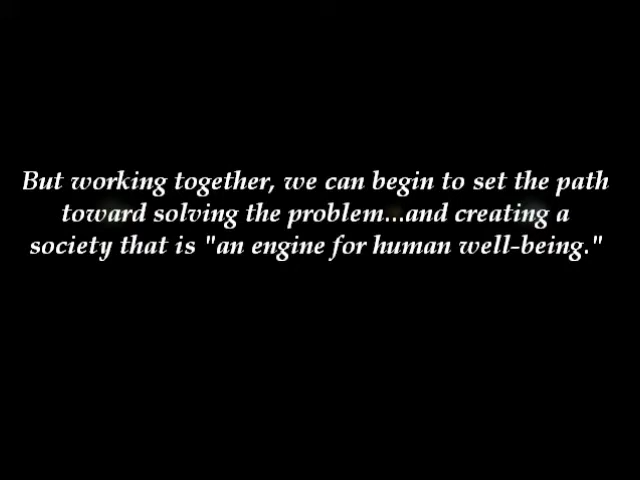 But working together, we can begin to set the path
toward solving the problem...and creating a
society that is "an engine for human well-being."